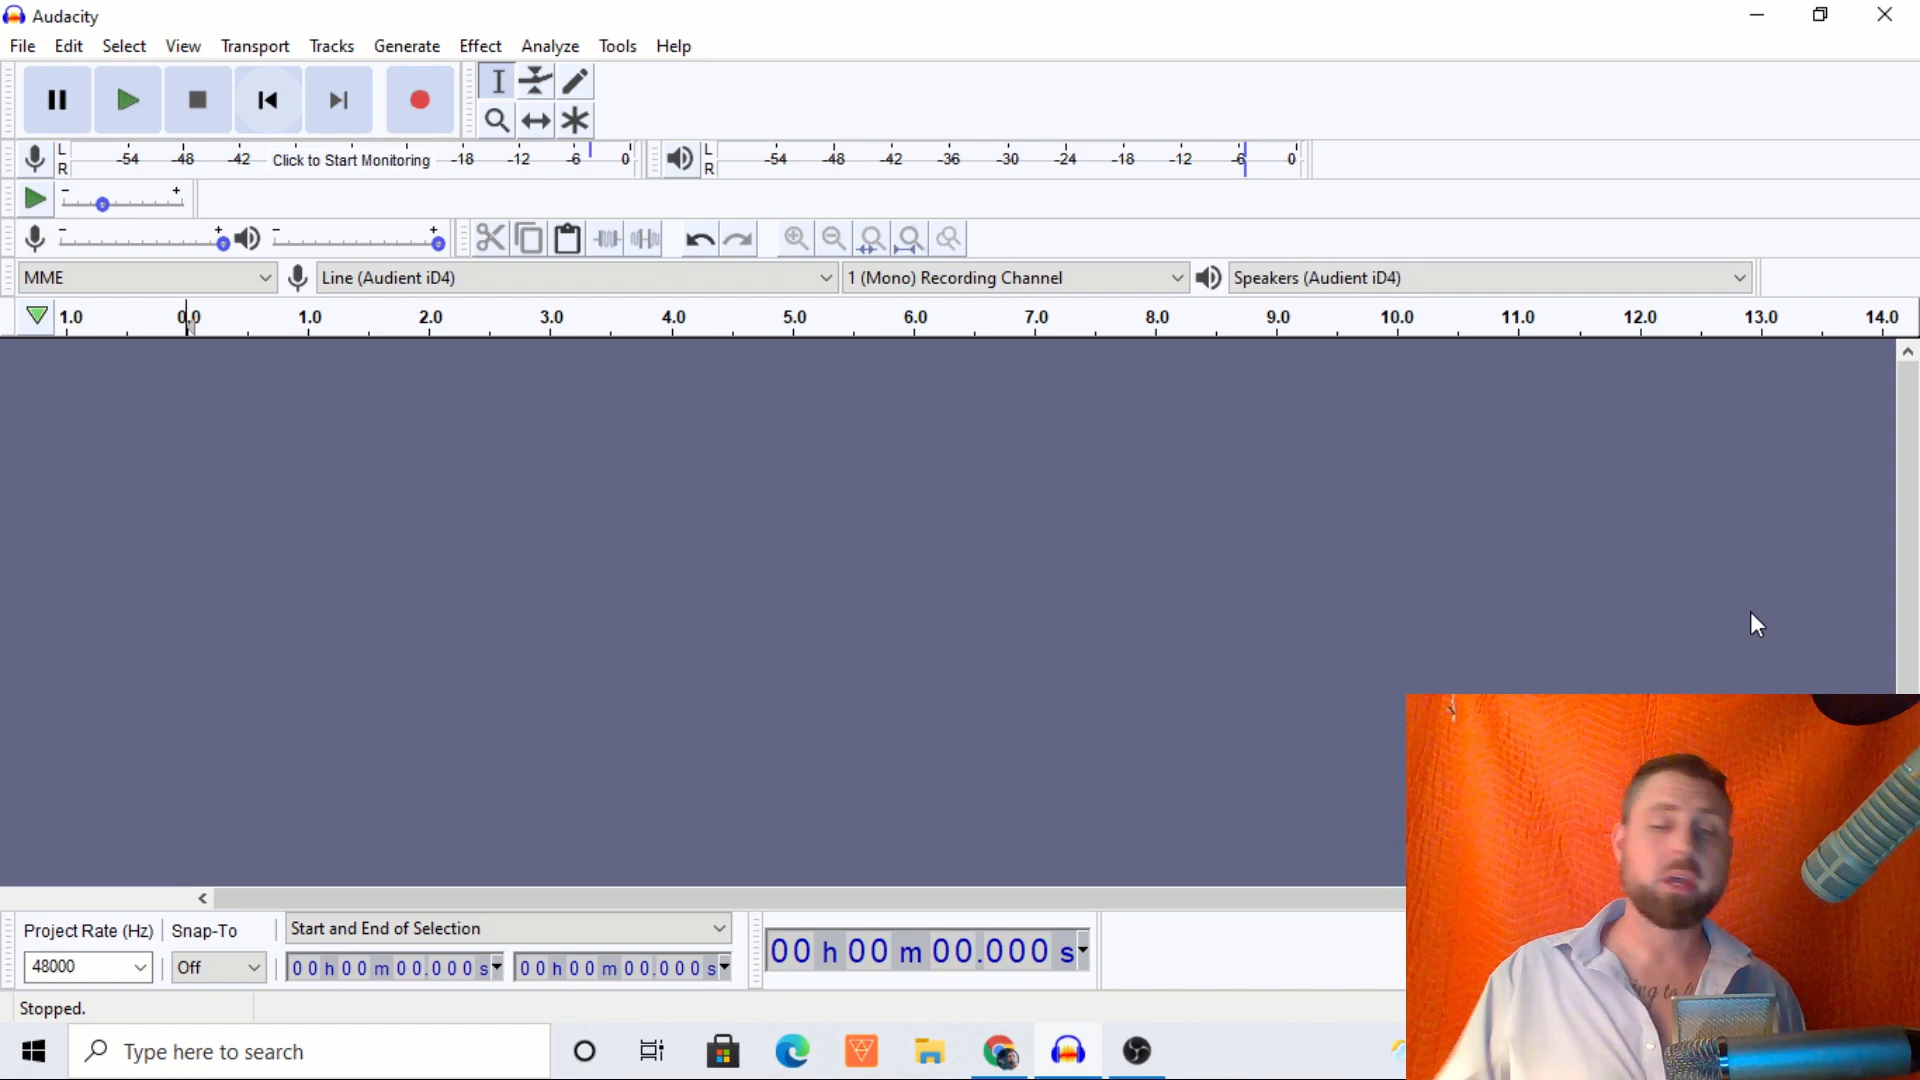 Audacity
File Edit Select View Transport Tracks Generate Effect Analyze Tools Help
L
R
-54 -48 -42 Click to Start Monitoring -18 -12 -6 0
L
R
-54 -48 -42 -36 -30 -24 -18 -12 -6 0
- +
- + - +
MME Line (Audient iD4) 1 (Mono) Recording Channel Speakers (Audient iD4)
1.0 0.0 1.0 2.0 3.0 4.0 5.0 6.0 7.0 8.0 9.0 10.0 11.0 12.0 13.0 14.0
Project Rate (Hz) Snap-To Start and End of Selection
48000 Off 00 h 00 m 00.000 s 00 h 00 m 00.000 s 00 h 00 m 00.000 s
Stopped.
Type here to search